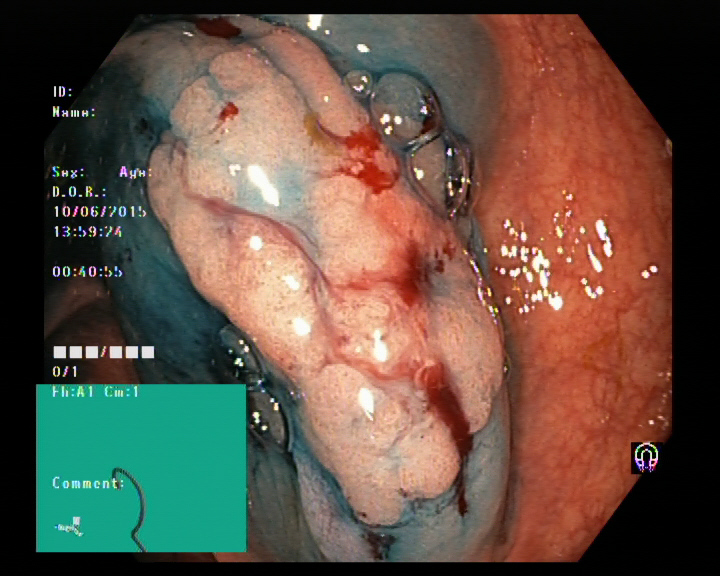 ID:
Name:
Sex: Age:
D.O.B.:
10/06/2015
13:59:24
00:40:55
■■■/■■■
0/1
Eh:A1 Cm:1
Comment: